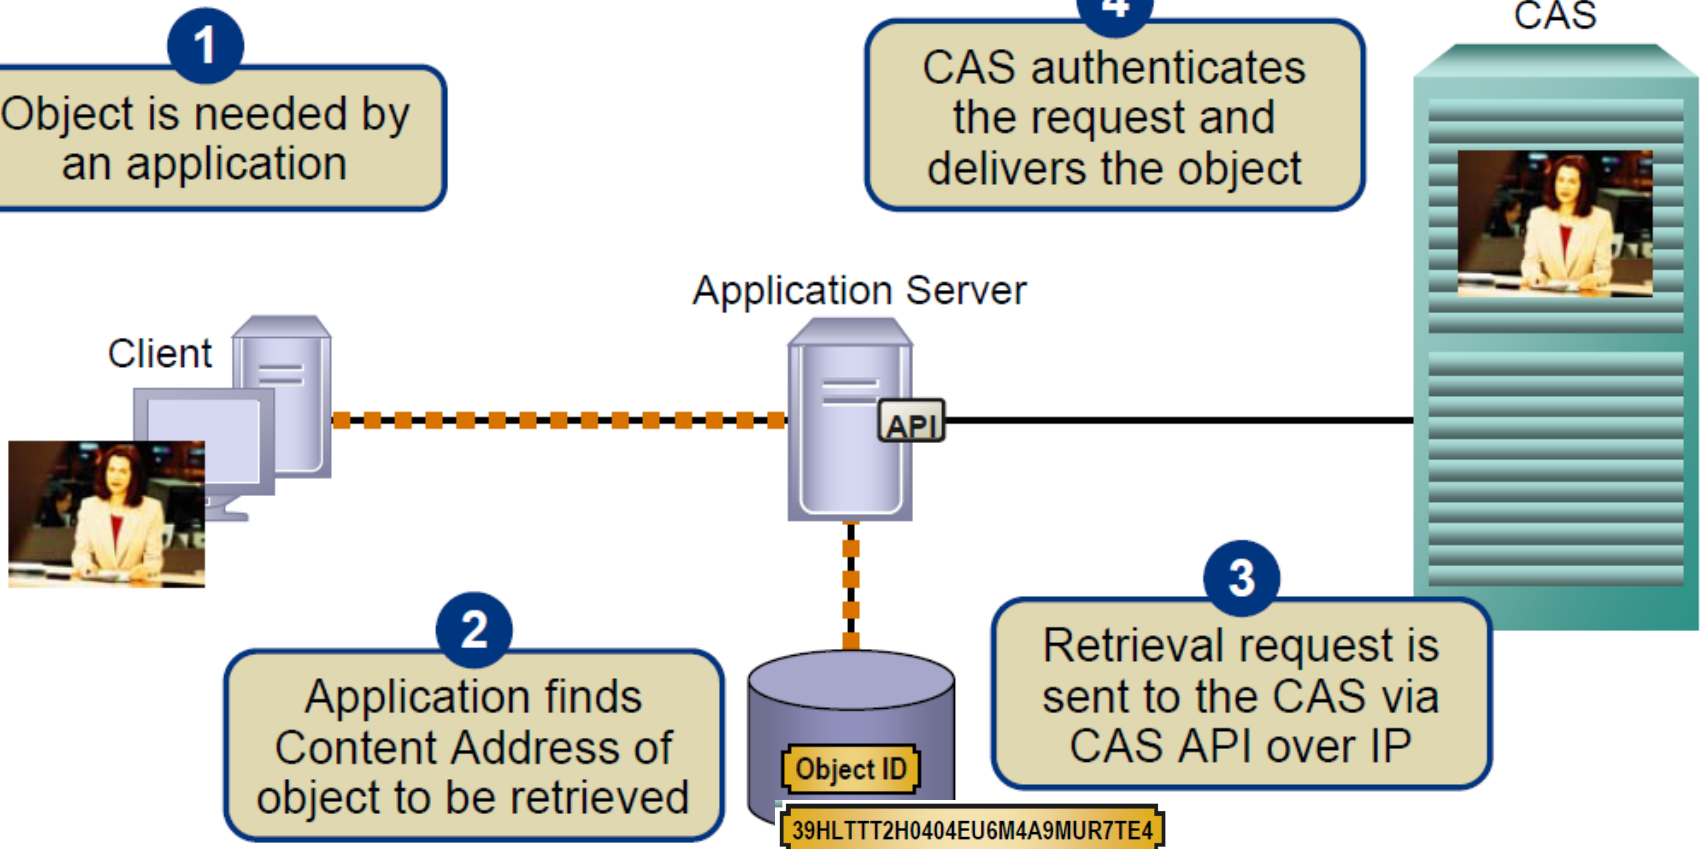 1
Object is needed by
an application
4
CAS authenticates
the request and
delivers the object
CAS
Application Server
Client
API
2
Application finds
Content Address of
object to be retrieved
3
Retrieval request is
sent to the CAS via
CAS API over IP
Object ID
39HLTTT2H0404EU6M4A9MUR7TE4